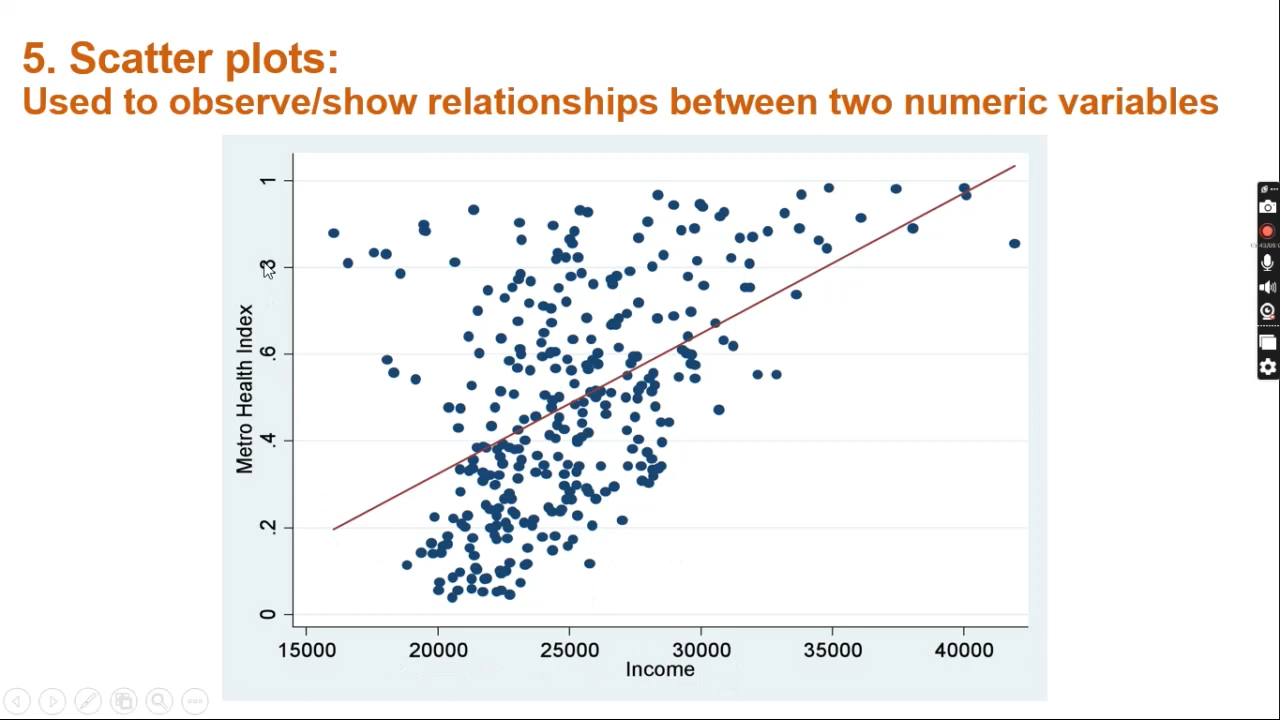 5. Scatter plots:
Used to observe/show relationships between two numeric variables
1
.6
.4
.2
0
Metro Health Index
15000 20000 25000 30000 35000 40000
Income